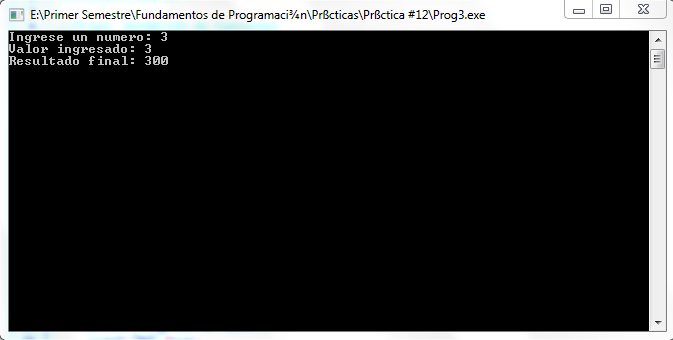 E:\Primer Semestre\Fundamentos de Programaci¾n\Prßcticas\Prßctica #12\Prog3.exe
Ingrese un numero: 3
Valor ingresado: 3
Resultado final: 300